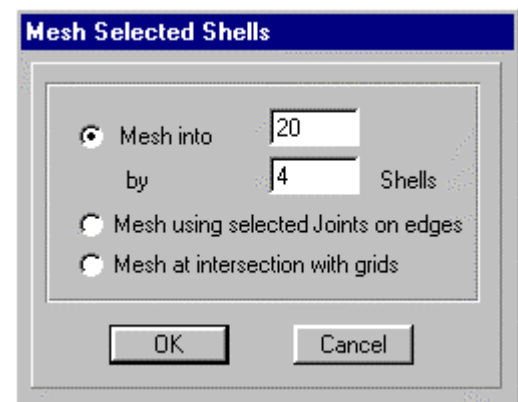 Mesh Selected Shells
Mesh into 20
by 4 Shells
Mesh using selected Joints on edges
Mesh at intersection with grids
OK Cancel